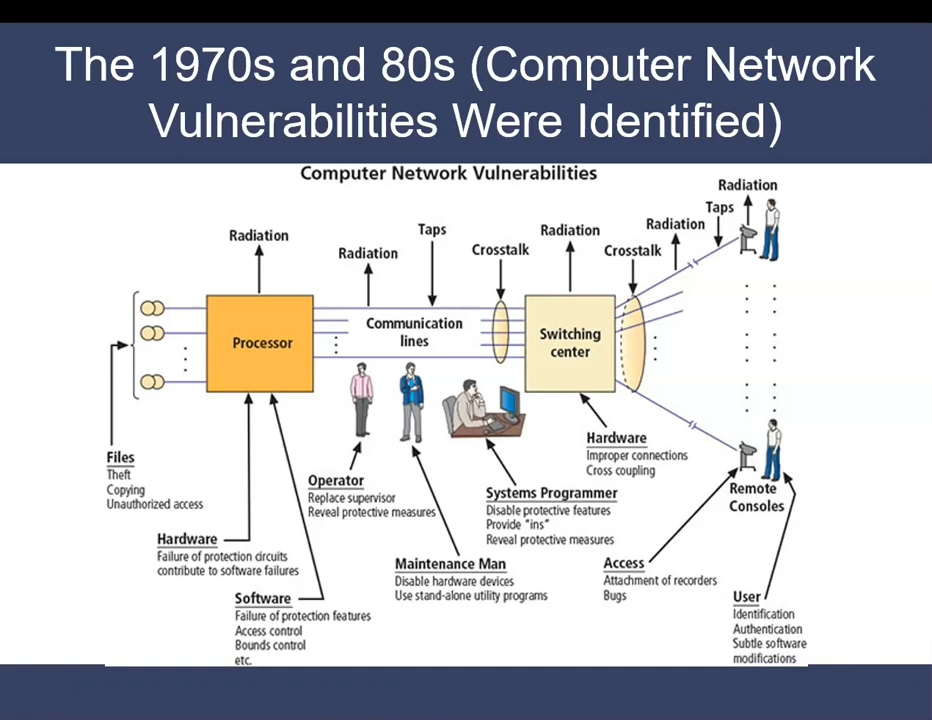 The 1970s and 80s (Computer Network
Vulnerabilities Were Identified)
Computer Network Vulnerabilities
Radiation
Taps
Radiation
Taps
Radiation
Radiation
Radiation
Crosstalk
Crosstalk
Processor
Communication
lines
Switching
center
Files
Theft
Copying
Unauthorized access
Hardware
Failure of protection circuits
contribute to software failures
Software
Failure of protection features
Access control
Bounds control
etc.
Operator
Replace supervisor
Reveal protective measures
Maintenance Man
Disable hardware devices
Use stand-alone utility programs
Systems Programmer
Disable protective features
Provide "ins"
Reveal protective measures
Hardware
Improper connections
Cross coupling
Access
Attachment of recorders
Bugs
Remote
Consoles
User
Identification
Authentication
Subtle software
modifications